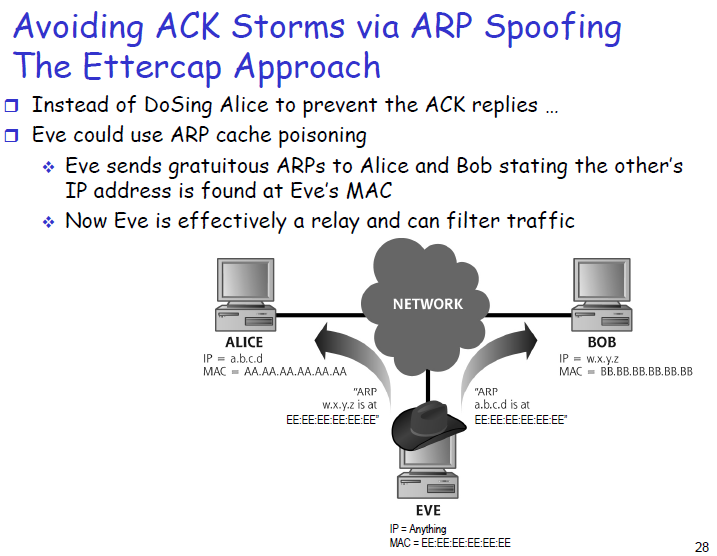 Avoiding ACK Storms via ARP Spoofing
The Ettercap Approach
Instead of DoSing Alice to prevent the ACK replies …
Eve could use ARP cache poisoning
Eve sends gratuitous ARPs to Alice and Bob stating the other's
IP address is found at Eve's MAC
Now Eve is effectively a relay and can filter traffic
NETWORK
ALICE
IP = a.b.c.d
MAC = AA.AA.AA.AA.AA.AA
BOB
IP = w.x.y.z
MAC = BB.BB.BB.BB.BB.BB
"ARP
w.x.y.z is at
EE:EE:EE:EE:EE:EE"
"ARP
a.b.c.d is at
EE:EE:EE:EE:EE:EE"
EVE
IP = Anything
MAC = EE:EE:EE:EE:EE:EE
28